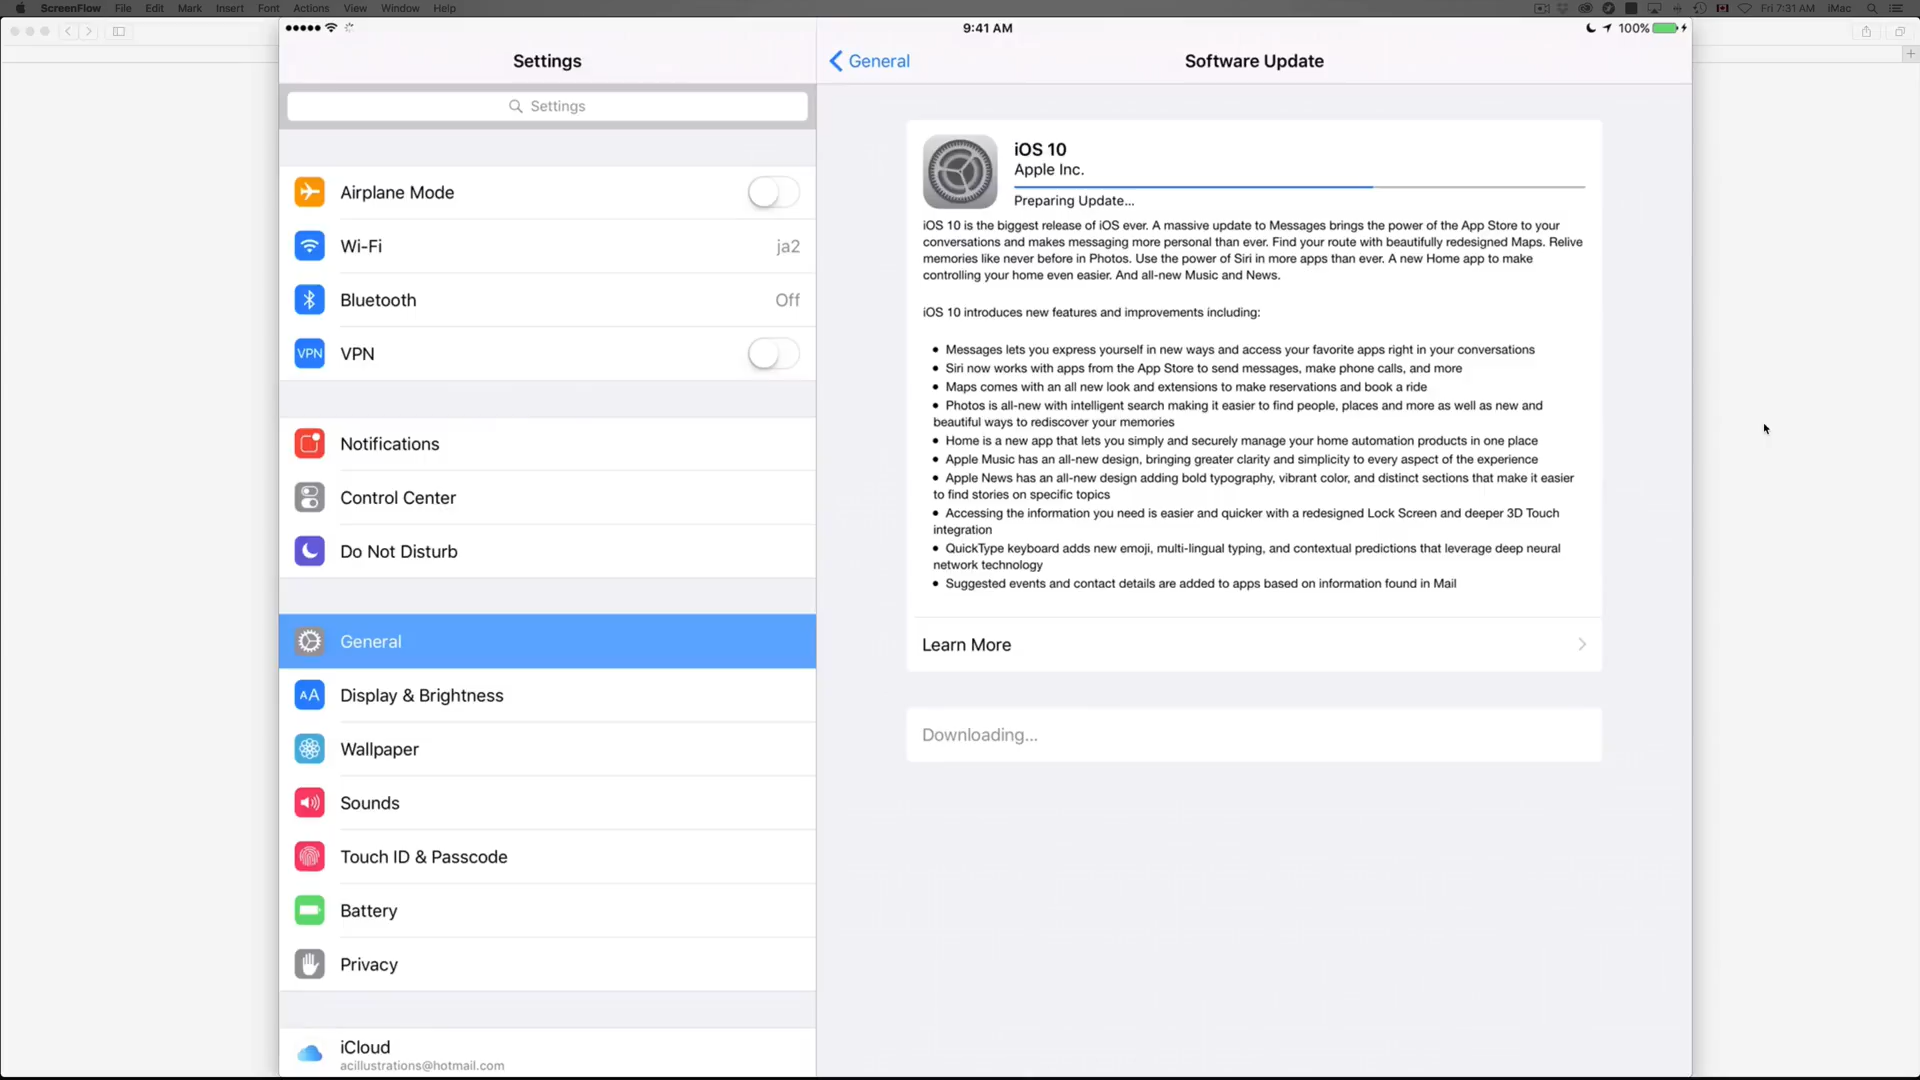 ScreenFlow File Edit Mark Insert Font Actions View Window Help
Fri 7:31 AM iMac
9:41 AM
100%
Settings
General
Software Update
Settings
Airplane Mode
Wi-Fi
ja2
Bluetooth
Off
VPN
VPN
Notifications
Control Center
Do Not Disturb
General
AA
Display & Brightness
Wallpaper
Sounds
Touch ID & Passcode
Battery
Privacy
iCloud
acillustrations@hotmail.com
iOS 10
Apple Inc.
Preparing Update...
iOS 10 is the biggest release of iOS ever. A massive update to Messages brings the power of the App Store to your
conversations and makes messaging more personal than ever. Find your route with beautifully redesigned Maps. Relive
memories like never before in Photos. Use the power of Siri in more apps than ever. A new Home app to make
controlling your home even easier. And all-new Music and News.
iOS 10 introduces new features and improvements including:
• Messages lets you express yourself in new ways and access your favorite apps right in your conversations
• Siri now works with apps from the App Store to send messages, make phone calls, and more
• Maps comes with an all new look and extensions to make reservations and book a ride
• Photos is all-new with intelligent search making it easier to find people, places and more as well as new and
beautiful ways to rediscover your memories
• Home is a new app that lets you simply and securely manage your home automation products in one place
• Apple Music has an all-new design, bringing greater clarity and simplicity to every aspect of the experience
• Apple News has an all-new design adding bold typography, vibrant color, and distinct sections that make it easier
to find stories on specific topics
• Accessing the information you need is easier and quicker with a redesigned Lock Screen and deeper 3D Touch
integration
• QuickType keyboard adds new emoji, multi-lingual typing, and contextual predictions that leverage deep neural
network technology
• Suggested events and contact details are added to apps based on information found in Mail
Learn More
Downloading...